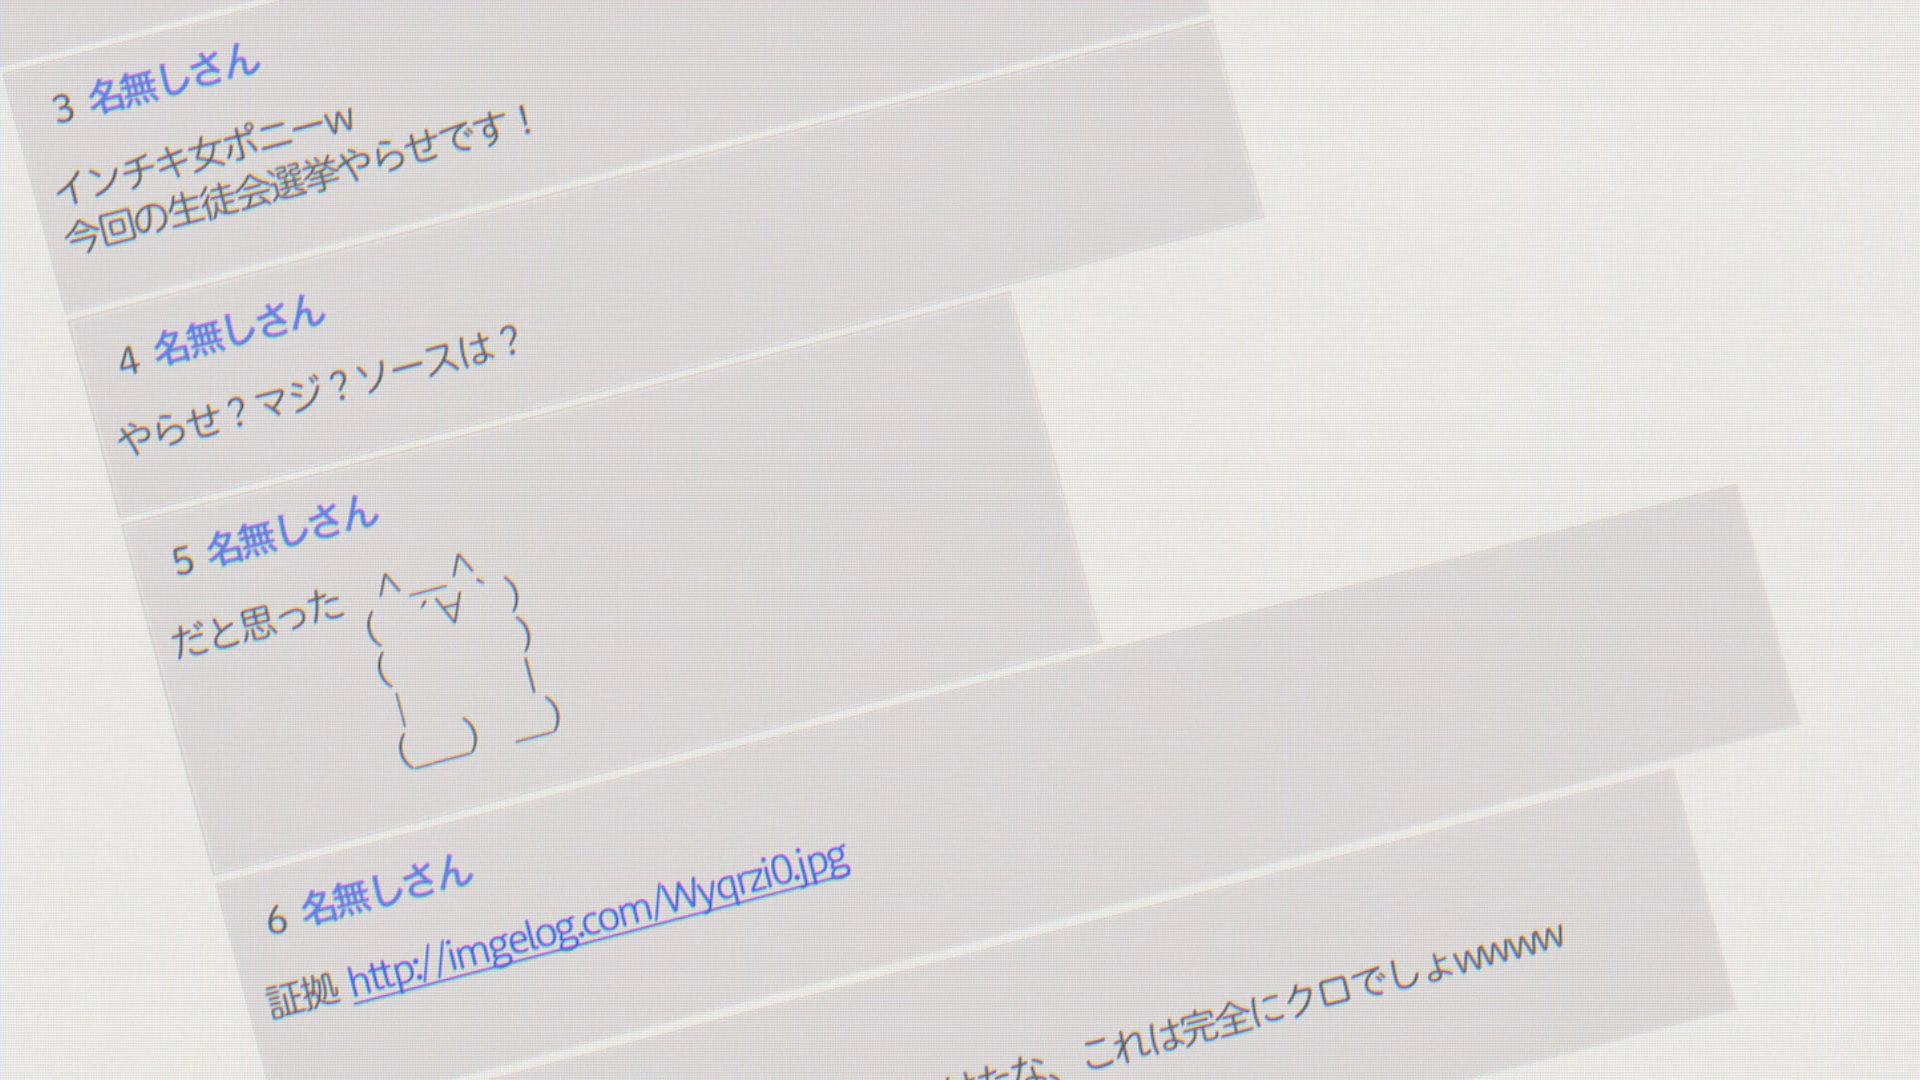 3 名無しさん
インチキ女ポニーw
今回の生徒会選挙やらせです！
4 名無しさん
やらせ？マジ？ソースは？
5 名無しさん
だと思った
6 名無しさん
証拠 http://imgelog.com/Wyqrzi0.jpg
たな、これは完全にクロでしょwwww